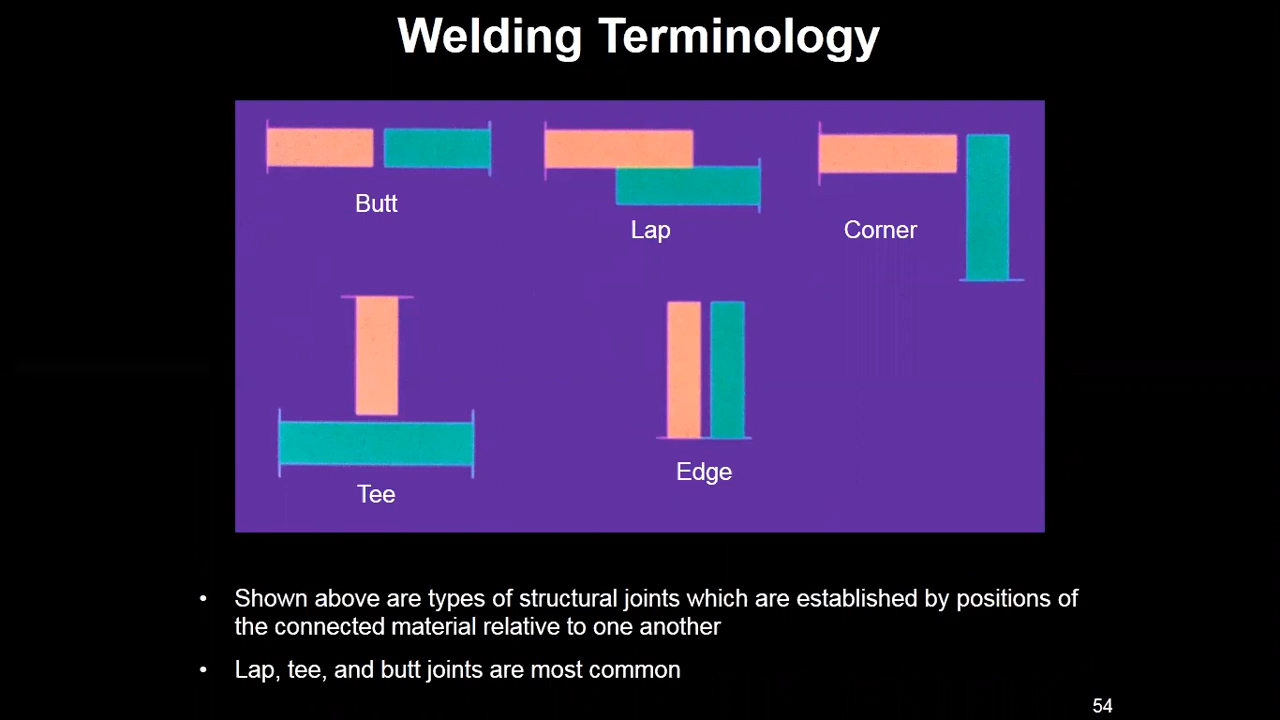 Welding Terminology
Butt
Lap
Corner
Tee
Edge
• Shown above are types of structural joints which are established by positions of
the connected material relative to one another
• Lap, tee, and butt joints are most common
54